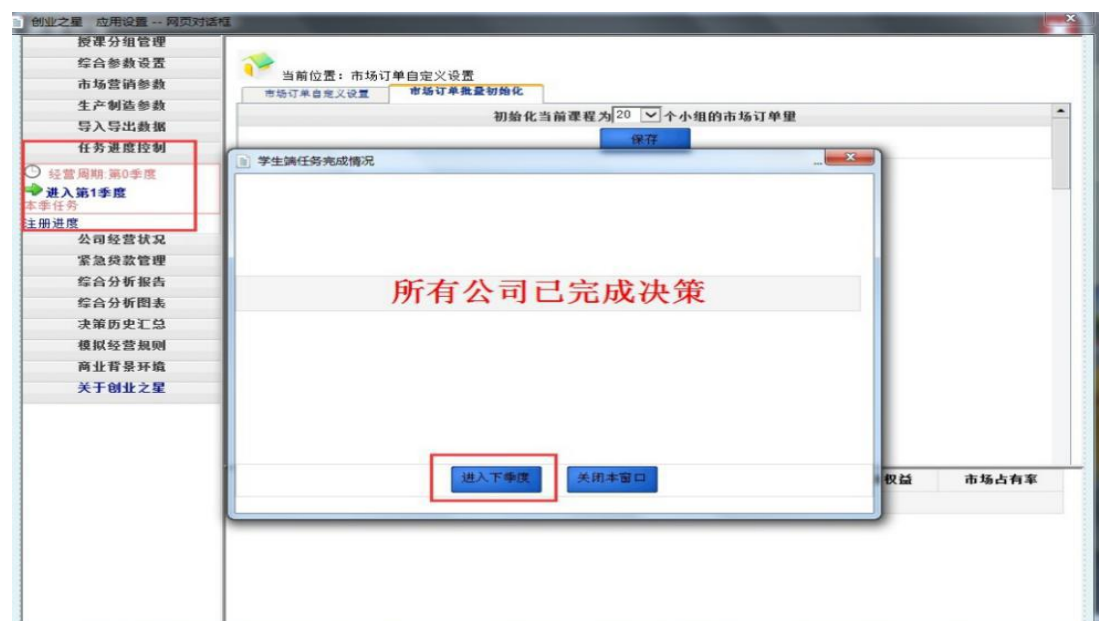 创业之星 应用设置 -- 网页对话框
授课分组管理
综合参数设置
市场营销参数
生产制造参数
导入导出数据
任务进度控制
经营周期:第0季度
进入第1季度
本季任务
注册进度
公司经营状况
紧急贷款管理
综合分析报告
综合分析图表
决策历史汇总
模拟经营规则
商业背景环境
关于创业之星
当前位置：市场订单自定义设置
市场订单自定义设置 市场订单批量初始化
初始化当前课程为 20 个小组的市场订单量
保存
学生端任务完成情况
所有公司已完成决策
进入下季度 关闭本窗口
权益 市场占有率